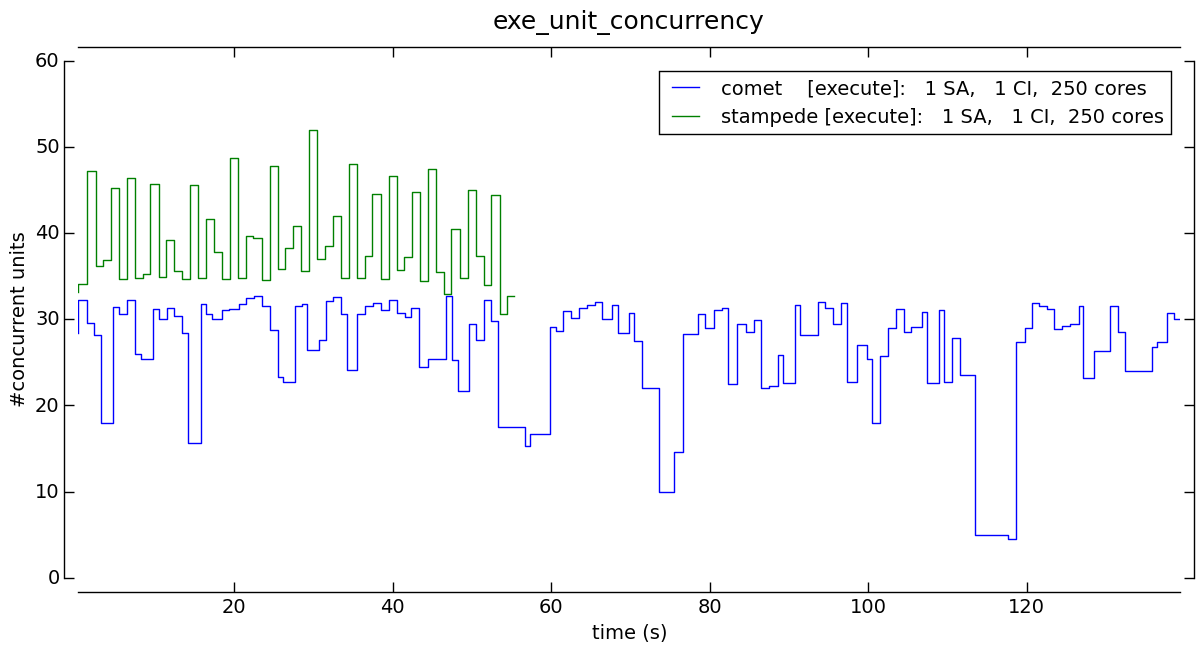 exe_unit_concurrency
comet [execute]: 1 SA, 1 CI, 250 cores
stampede [execute]: 1 SA, 1 CI, 250 cores
60
50
40
30
20
10
0
#concurrent units
20 40 60 80 100 120
time (s)